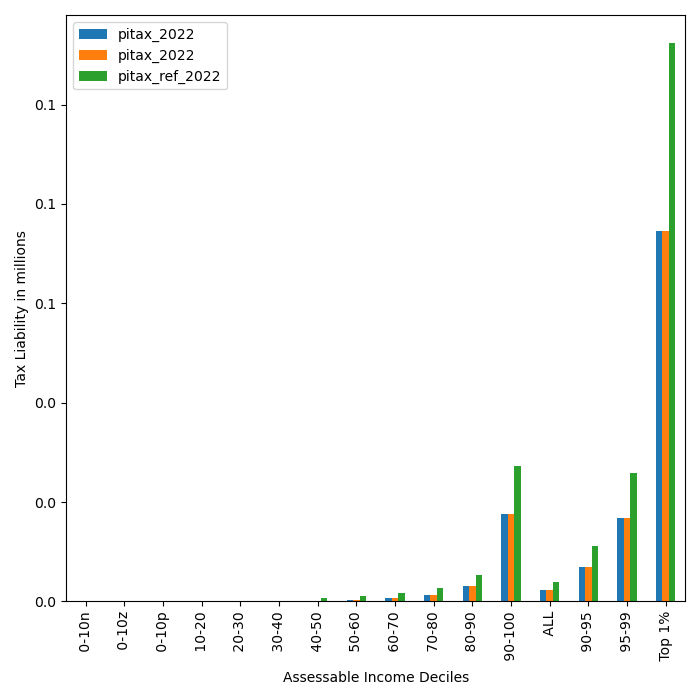 pitax_2022
pitax_2022
pitax_ref_2022
0.1
0.1
0.1
0.0
0.0
0.0
Tax Liability in millions
0-10n
0-10z
0-10p
10-20
20-30
30-40
40-50
50-60
60-70
70-80
80-90
90-100
ALL
90-95
95-99
Top 1%
Assessable Income Deciles